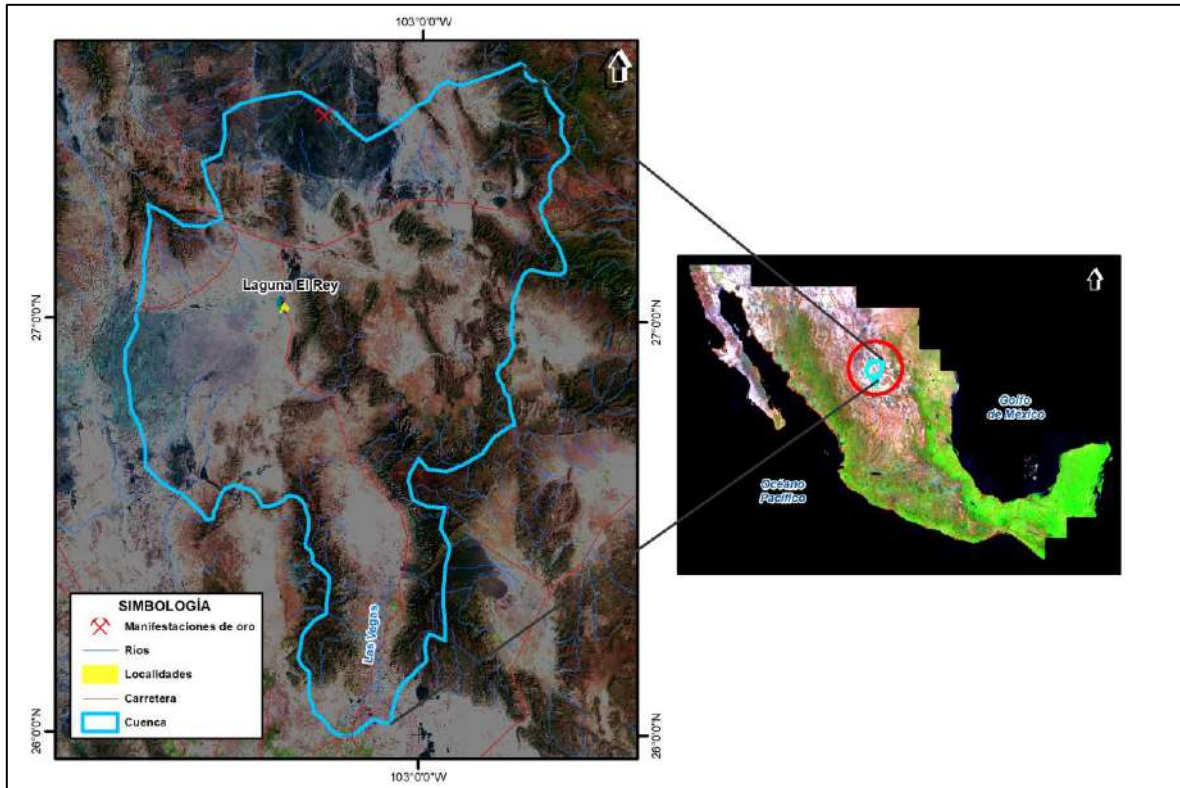 103°0'0"W
Laguna El Rey
27°0'0"N
27°0'0"N
Golfo
de México
Océano
Pacífico
SIMBOLOGÍA
Manifestaciones de oro
Ríos
Localidades
Carretera
Cuenca
Las Vegas
26°0'0"N
26°0'0"N
103°0'0"W